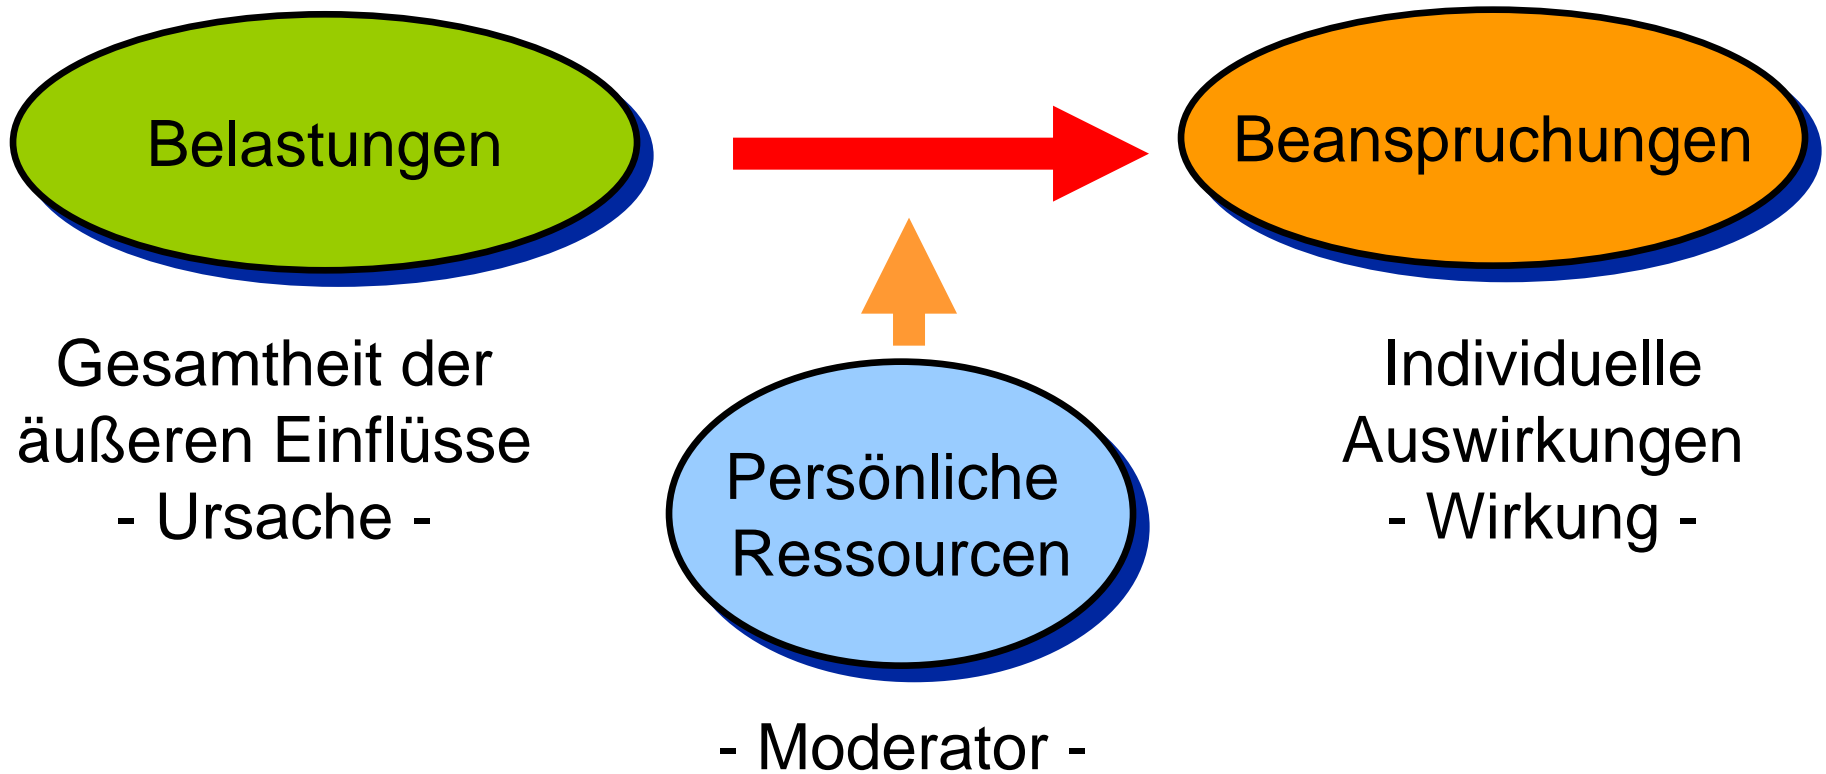 Belastungen
Beanspruchungen
Gesamtheit der
äußeren Einflüsse
- Ursache -
Persönliche
Ressourcen
- Moderator -
Individuelle
Auswirkungen
- Wirkung -